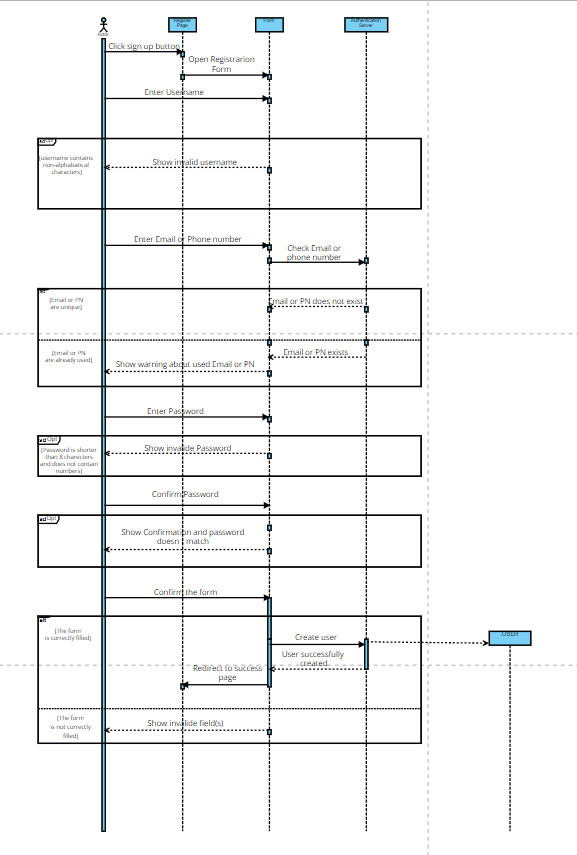 Register
Page
Form
Authentication
Server
Actor
Click sign up button
Open Registrarion
Form
Enter Username
Opt
[username contains
non-alphabatical
characters]
Show invalid username
Enter Email or Phone number
Check Email or
phone number
alt
[Email or PN
are unique]
Email or PN does not exist
[Email or PN
are already used]
Email or PN exists
Show warning about used Email or PN
Enter Password
sd Opt
[Password is shorter
than 8 charecters
and does not contain
numbers]
Show invalide Password
Confirm Password
sd Opt
Show Confirmation and password
doesn t match
Confirm the form
alt
[The form
is correctly filled]
Create user
:USER
User successfully
created
Redirect to success
page
[The form
is not correctly
filled]
Show invalide field(s)